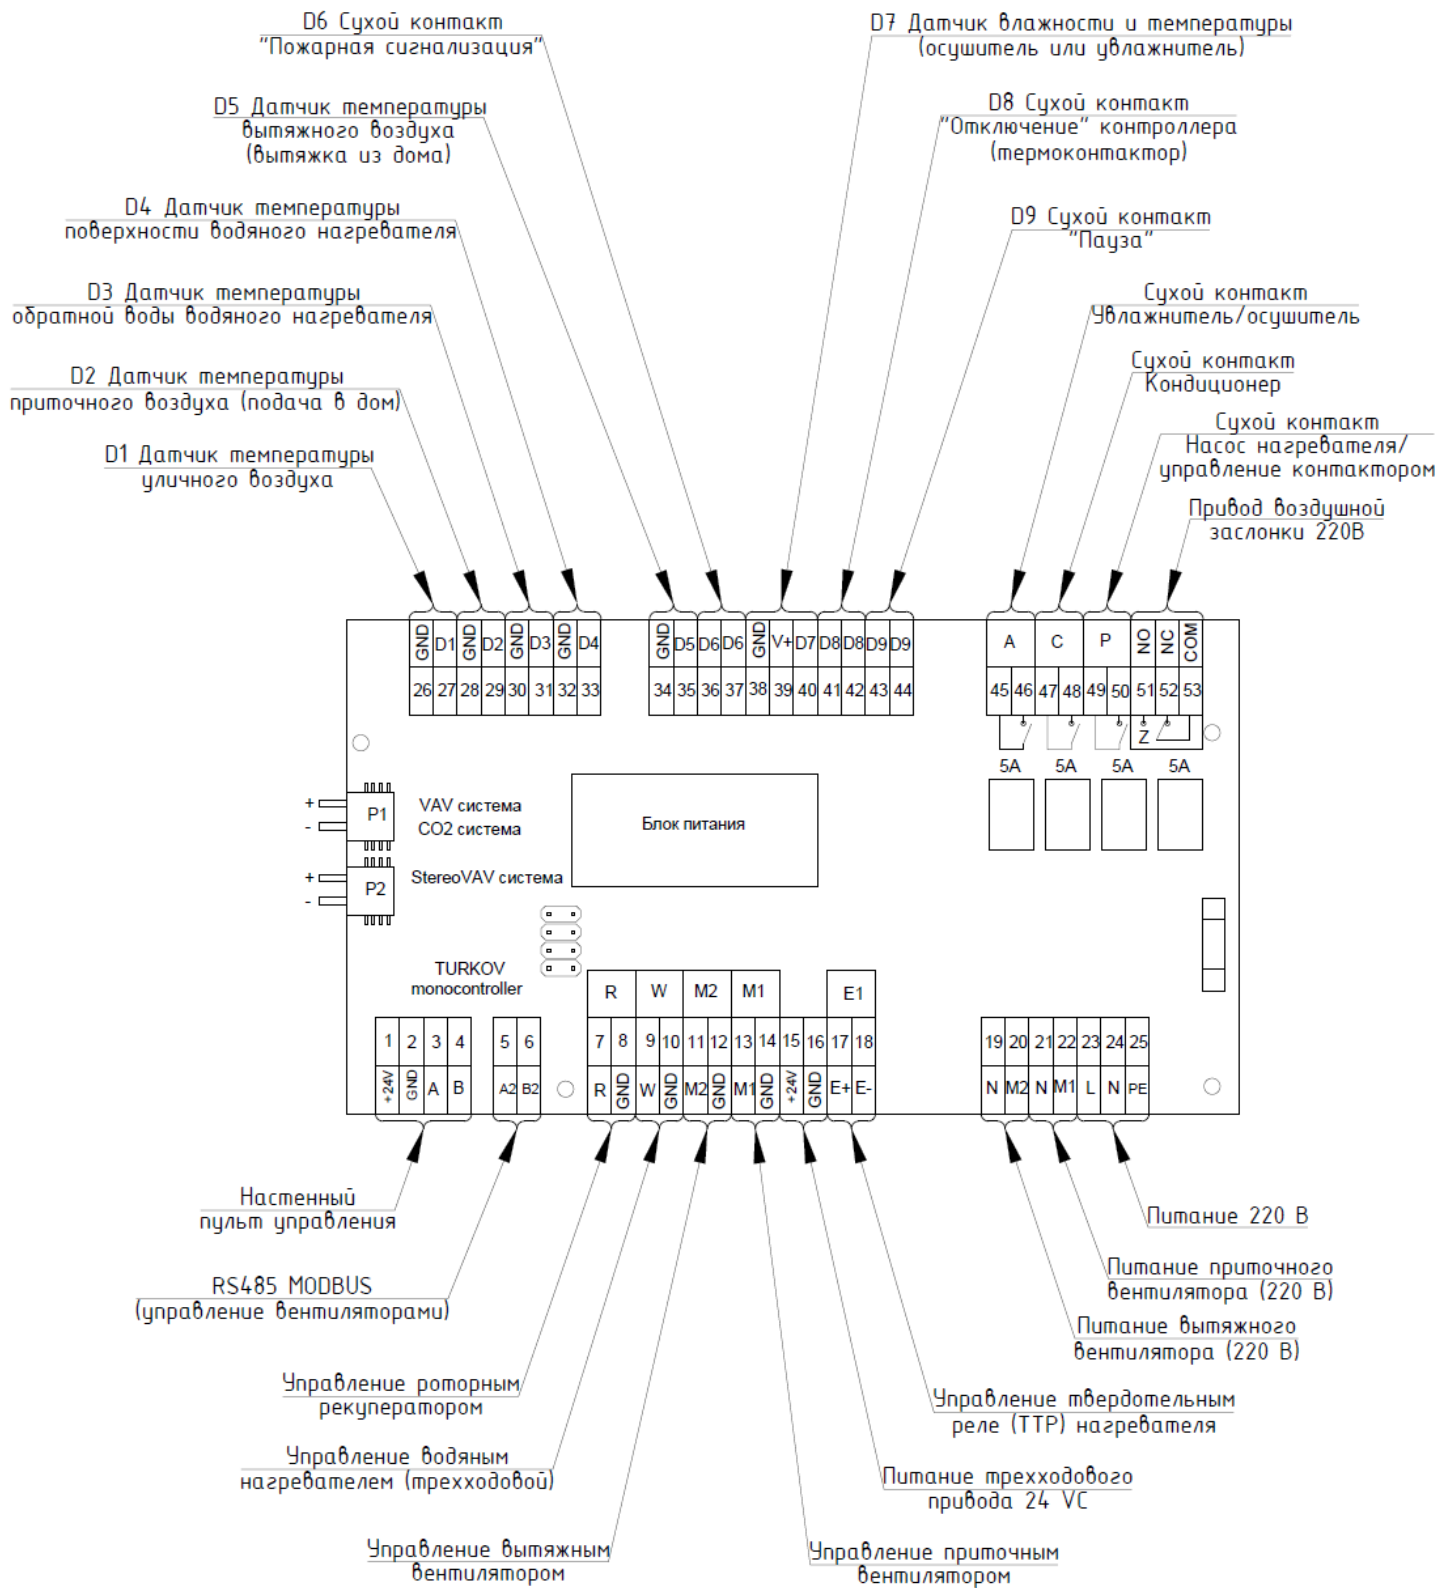 D6 Сухой контакт
"Пожарная сигнализация"
D7 Датчик влажности и температуры
(осушитель или увлажнитель)
D5 Датчик температуры
вытяжного воздуха
(вытяжка из дома)
D8 Сухой контакт
"Отключение" контроллера
(термоконтактор)
D4 Датчик температуры
поверхности водяного нагревателя
D9 Сухой контакт
"Пауза"
D3 Датчик температуры
обратной воды водяного нагревателя
Сухой контакт
Увлажнитель/осушитель
D2 Датчик температуры
приточного воздуха (подача в дом)
Сухой контакт
Кондиционер
D1 Датчик температуры
уличного воздуха
Сухой контакт
Насос нагревателя/
управление контактором
Привод воздушной
заслонки 220В
GND D1 GND D2 GND D3 GND D4
26 27 28 29 30 31 32 33
GND D5 D6 D6 GND V+ D7 D8 D8 D9 D9
34 35 36 37 38 39 40 41 42 43 44
A C P NO NC COM
45 46 47 48 49 50 51 52 53
Z
5A 5A 5A 5A
+
-
P1
VAV система
CO2 система
Блок питания
+
-
P2
StereoVAV система
TURKOV
monocontroller
R W M2 M1 E1
1 2 3 4
+24V GND A B
5 6
A2 B2
7 8 9 10 11 12 13 14 15 16 17 18
R GND W GND M2 GND M1 GND +24V GND E+ E-
19 20 21 22 23 24 25
N M2 N M1 L N PE
Настенный
пульт управления
Питание 220 В
RS485 MODBUS
(управление вентиляторами)
Питание приточного
вентилятора (220 В)
Питание вытяжного
вентилятора (220 В)
Управление роторным
рекуператором
Управление твердотельным
реле (ТТР) нагревателя
Управление водяным
нагревателем (трехходовой)
Питание трехходового
привода 24 VC
Управление вытяжным
вентилятором
Управление приточным
вентилятором